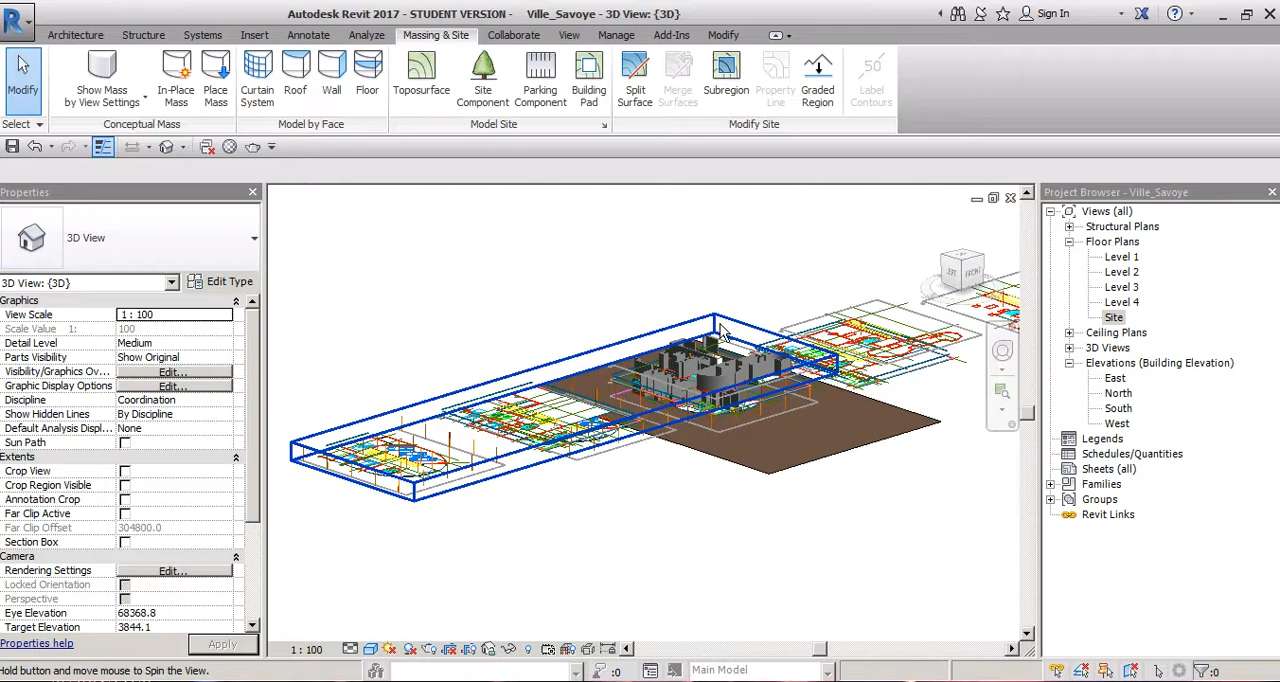 Autodesk Revit 2017 - STUDENT VERSION - Ville_Savoye - 3D View: {3D}
Sign In
Architecture Structure Systems Insert Annotate Analyze Massing & Site Collaborate View Manage Add-Ins Modify
Modify
Show Mass
by View Settings
In-Place
Mass
Place
Mass
Curtain
System
Roof
Wall
Floor
Toposurface
Site
Component
Parking
Component
Building
Pad
Split
Surface
Merge
Surfaces
Subregion
Property
Line
Graded
Region
50
Label
Contours
Select
Conceptual Mass
Model by Face
Model Site
Modify Site
Properties
3D View
3D View: {3D}
Edit Type
Graphics
View Scale 1 : 100
Scale Value 1: 100
Detail Level Medium
Parts Visibility Show Original
Visibility/Graphics Ov... Edit...
Graphic Display Options Edit...
Discipline Coordination
Show Hidden Lines By Discipline
Default Analysis Displ... None
Sun Path
Extents
Crop View
Crop Region Visible
Annotation Crop
Far Clip Active
Far Clip Offset 304800.0
Section Box
Camera
Rendering Settings Edit...
Locked Orientation
Perspective
Eye Elevation 68368.8
Target Elevation 3844.1
Properties help
Apply
FRONT
1 : 100
Project Browser - Ville_Savoye
Views (all)
Structural Plans
Floor Plans
Level 1
Level 2
Level 3
Level 4
Site
Ceiling Plans
3D Views
Elevations (Building Elevation)
East
North
South
West
Legends
Schedules/Quantities
Sheets (all)
Families
Groups
Revit Links
Hold button and move mouse to Spin the View.
:0
Main Model
:0